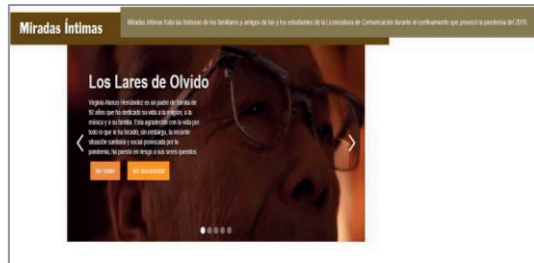 Miradas Íntimas
Miradas íntimas trata las historias de los familiares y amigos de las y los estudiantes de la Licenciatura de Comunicación durante el confinamiento que provocó la pandemia del 2019
Los Lares de Olvido
Virginio Alonzo Hernández es un padre de familia de
92 años que ha dedicado su vida a la religión, a la
música y a su familia. Esta agradecido con la vida por
todo lo que le ha tocado, sin embargo, la reciente
situación sanitaria y social provocada por la
pandemia, ha puesto en riesgo a sus seres queridos.
Ver trailer
Ver documental